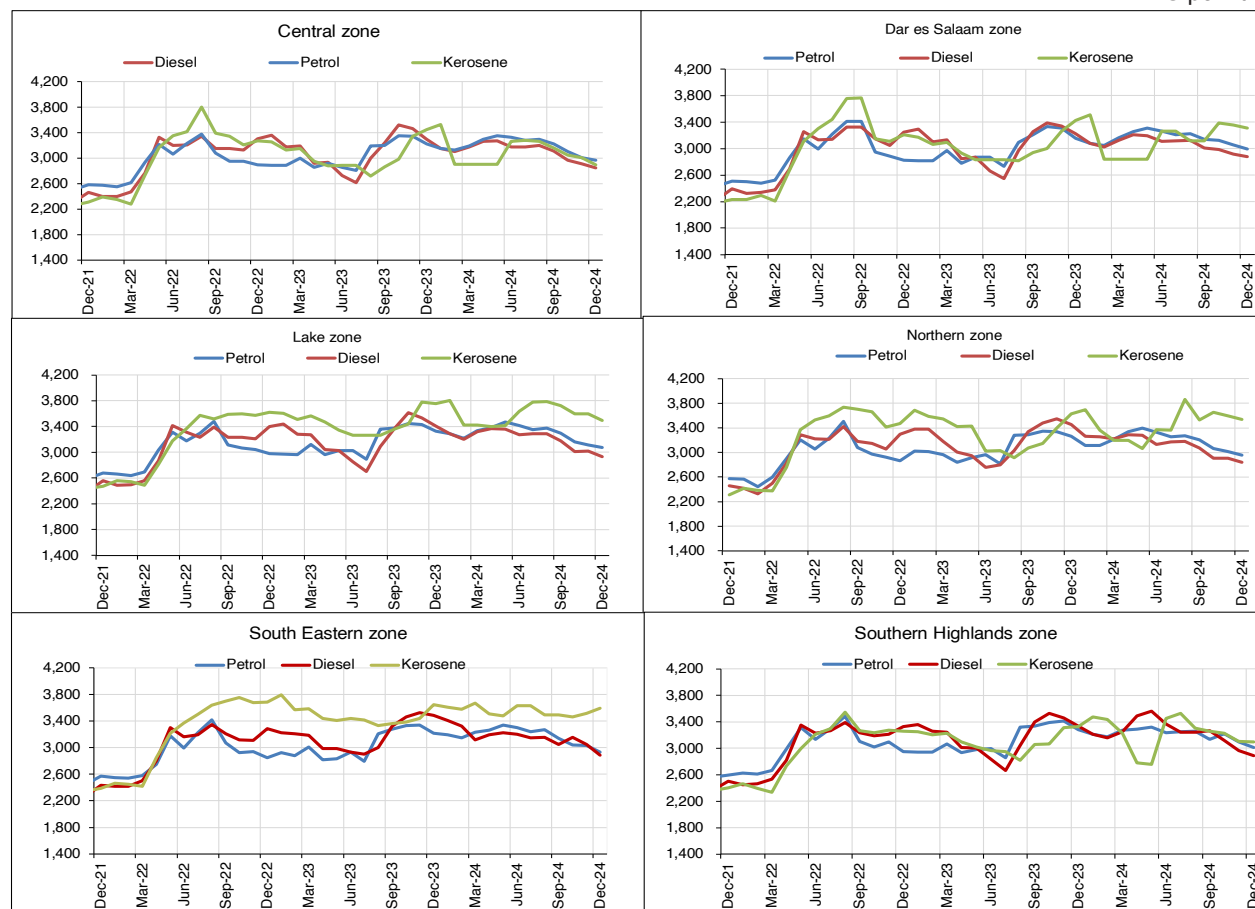 Central zone
Diesel Petrol Kerosene
4,200
3,800
3,400
3,000
2,600
2,200
1,800
1,400
Dec-21 Mar-22 Jun-22 Sep-22 Dec-22 Mar-23 Jun-23 Sep-23 Dec-23 Mar-24 Jun-24 Sep-24 Dec-24
Dar es Salaam zone
Petrol Diesel Kerosene
4,200
3,800
3,400
3,000
2,600
2,200
1,800
1,400
Dec-21 Mar-22 Jun-22 Sep-22 Dec-22 Mar-23 Jun-23 Sep-23 Dec-23 Mar-24 Jun-24 Sep-24 Dec-24
Lake zone
Petrol Diesel Kerosene
4,200
3,800
3,400
3,000
2,600
2,200
1,800
1,400
Dec-21 Mar-22 Jun-22 Sep-22 Dec-22 Mar-23 Jun-23 Sep-23 Dec-23 Mar-24 Jun-24 Sep-24 Dec-24
Northern zone
Petrol Diesel Kerosene
4,200
3,800
3,400
3,000
2,600
2,200
1,800
1,400
Dec-21 Mar-22 Jun-22 Sep-22 Dec-22 Mar-23 Jun-23 Sep-23 Dec-23 Mar-24 Jun-24 Sep-24 Dec-24
South Eastern zone
Petrol Diesel Kerosene
4,200
3,800
3,400
3,000
2,600
2,200
1,800
1,400
Dec-21 Mar-22 Jun-22 Sep-22 Dec-22 Mar-23 Jun-23 Sep-23 Dec-23 Mar-24 Jun-24 Sep-24 Dec-24
Southern Highlands zone
Petrol Diesel Kerosene
4,200
3,800
3,400
3,000
2,600
2,200
1,800
1,400
Dec-21 Mar-22 Jun-22 Sep-22 Dec-22 Mar-23 Jun-23 Sep-23 Dec-23 Mar-24 Jun-24 Sep-24 Dec-24